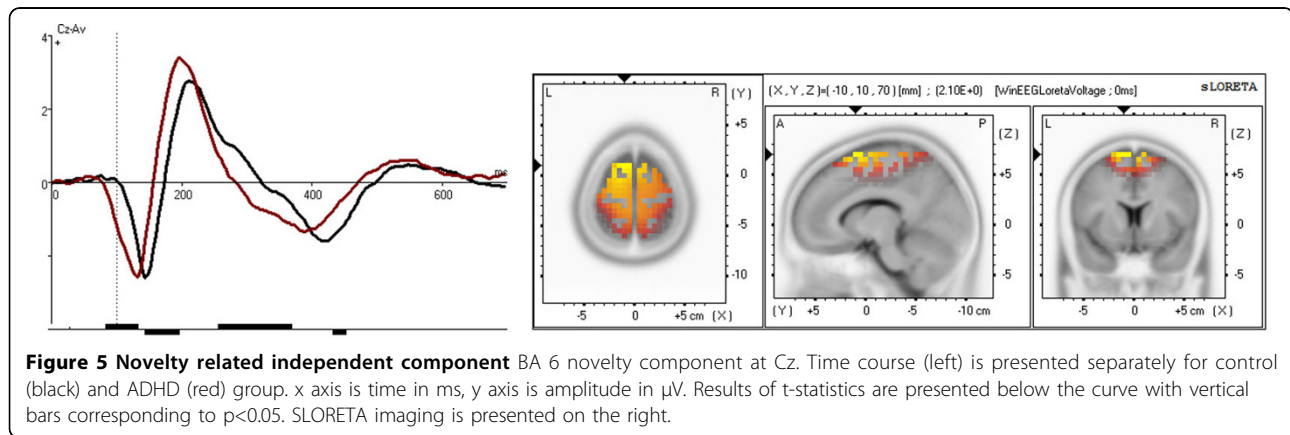 Cz-Av
4
+
2
0
0
200
400
600
ms
L
R
(Y)
+5
0
-5
-10
-5
0
+5 cm
(X)
(X,Y,Z)=(-10,10,70)[mm] ; (2.10E+0) [WinEEGLoretaVoltage ; 0ms]
sLORETA
A
P
(Z)
+5
0
-5
(Y)
+5
0
-5
-10 cm
L
R
(Z)
+5
0
-5
-5
0
+5 cm
(X)
Figure 5 Novelty related independent component BA 6 novelty component at Cz. Time course (left) is presented separately for control
(black) and ADHD (red) group. x axis is time in ms, y axis is amplitude in μV. Results of t-statistics are presented below the curve with vertical
bars corresponding to p<0.05. SLORETA imaging is presented on the right.